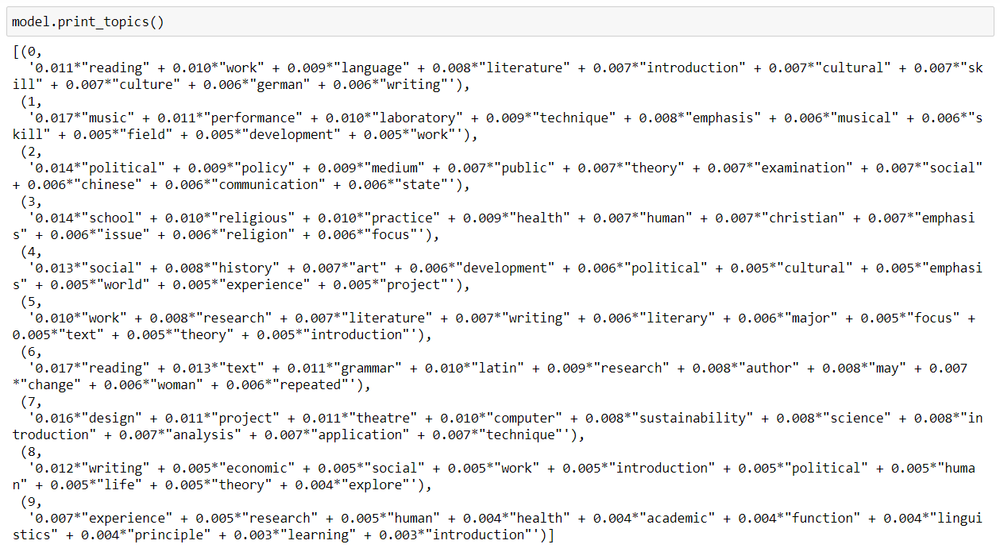 model.print_topics()
[(0,
'0.011*"reading" + 0.010*"work" + 0.009*"language" + 0.008*"literature" + 0.007*"introduction" + 0.007*"cultural" + 0.007*"sk
ill" + 0.007*"culture" + 0.006*"german" + 0.006*"writing"'),
(1,
'0.017*"music" + 0.011*"performance" + 0.010*"laboratory" + 0.009*"technique" + 0.008*"emphasis" + 0.006*"musical" + 0.006*"s
kill" + 0.005*"field" + 0.005*"development" + 0.005*"work"'),
(2,
'0.014*"political" + 0.009*"policy" + 0.009*"medium" + 0.007*"public" + 0.007*"theory" + 0.007*"examination" + 0.007*"social"
+ 0.006*"chinese" + 0.006*"communication" + 0.006*"state"'),
(3,
'0.014*"school" + 0.010*"religious" + 0.010*"practice" + 0.009*"health" + 0.007*"human" + 0.007*"christian" + 0.007*"emphasi
s" + 0.006*"issue" + 0.006*"religion" + 0.006*"focus"'),
(4,
'0.013*"social" + 0.008*"history" + 0.007*"art" + 0.006*"development" + 0.006*"political" + 0.005*"cultural" + 0.005*"emphasi
s" + 0.005*"world" + 0.005*"experience" + 0.005*"project"'),
(5,
'0.010*"work" + 0.008*"research" + 0.007*"literature" + 0.007*"writing" + 0.006*"literary" + 0.006*"major" + 0.005*"focus" +
0.005*"text" + 0.005*"theory" + 0.005*"introduction"'),
(6,
'0.017*"reading" + 0.013*"text" + 0.011*"grammar" + 0.010*"latin" + 0.009*"research" + 0.008*"author" + 0.008*"may" + 0.007
*"change" + 0.006*"woman" + 0.006*"repeated"'),
(7,
'0.016*"design" + 0.011*"project" + 0.011*"theatre" + 0.010*"computer" + 0.008*"sustainability" + 0.008*"science" + 0.008*"in
troduction" + 0.007*"analysis" + 0.007*"application" + 0.007*"technique"'),
(8,
'0.012*"writing" + 0.005*"economic" + 0.005*"social" + 0.005*"work" + 0.005*"introduction" + 0.005*"political" + 0.005*"huma
n" + 0.005*"life" + 0.005*"theory" + 0.004*"explore"'),
(9,
'0.007*"experience" + 0.005*"research" + 0.005*"human" + 0.004*"health" + 0.004*"academic" + 0.004*"function" + 0.004*"lingui
stics" + 0.004*"principle" + 0.003*"learning" + 0.003*"introduction"')]